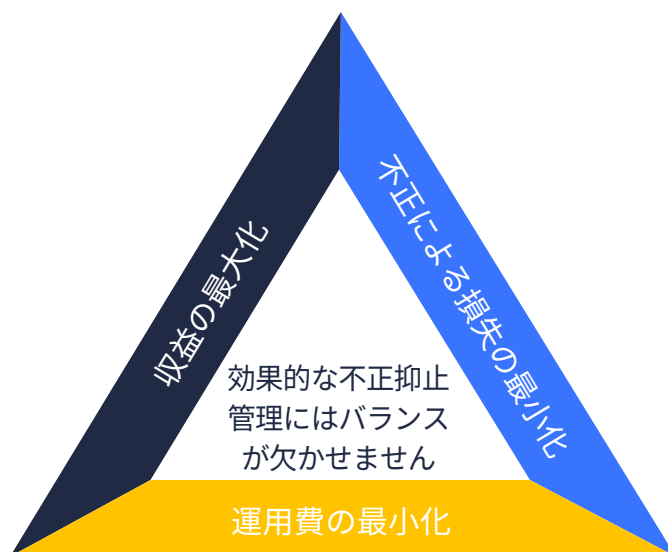 収益の最大化
不正による損失の最小化
効果的な不正抑止
管理にはバランス
が欠かせません
運用費の最小化